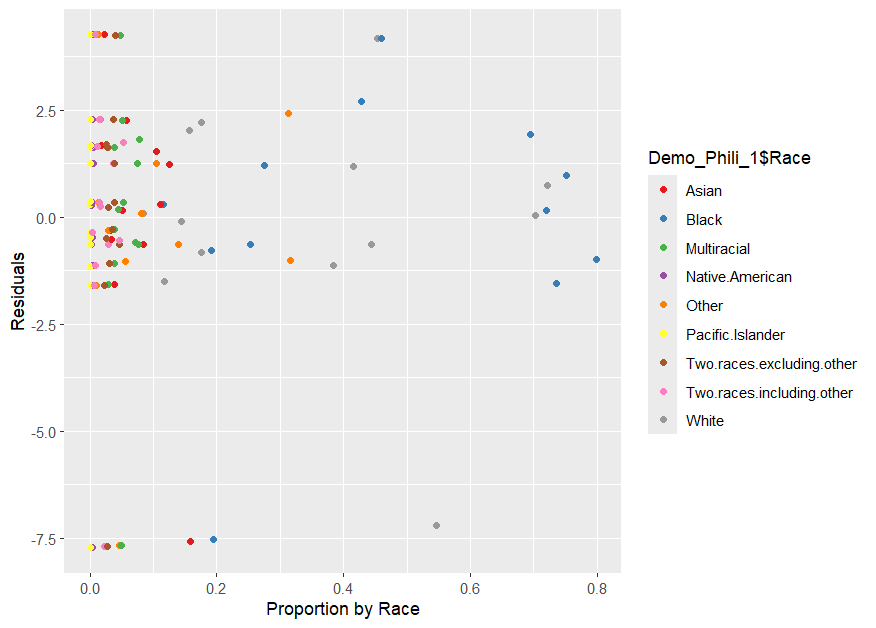 2.5
0.0
-2.5
-5.0
-7.5
Residuals
0.0
0.2
0.4
0.6
0.8
Proportion by Race
Demo_Phili_1$Race
Asian
Black
Multiracial
Native.American
Other
Pacific.Islander
Two.races.excluding.other
Two.races.including.other
White